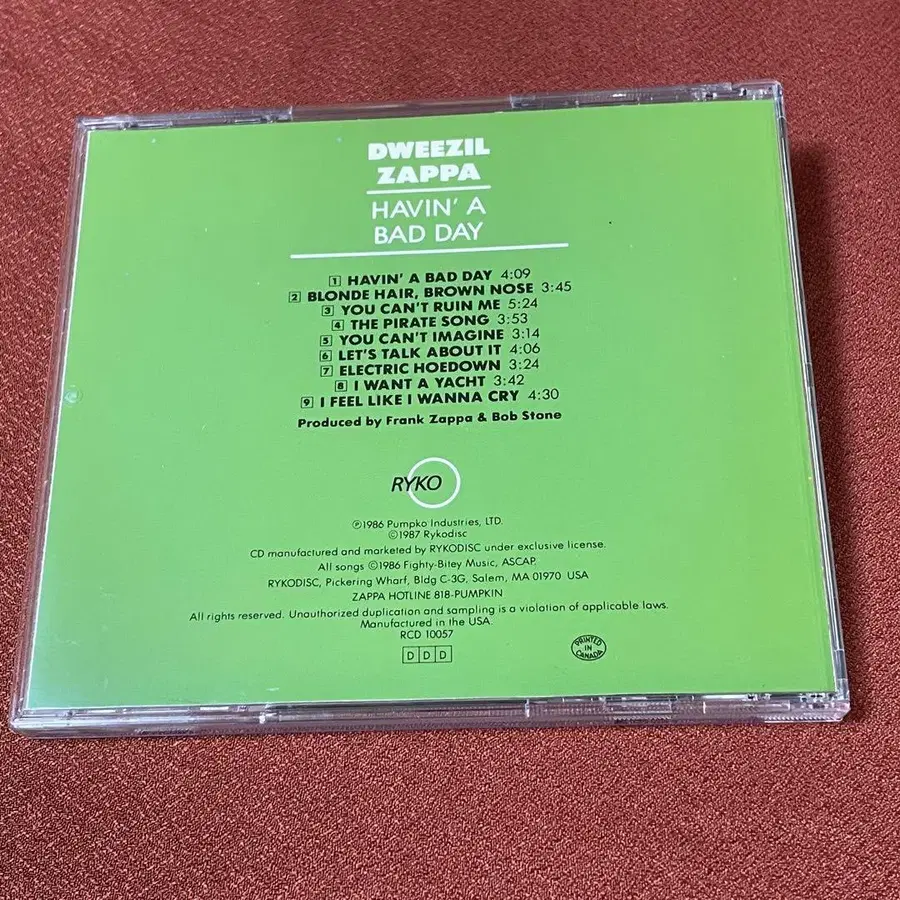 DWEEZIL
ZAPPA
HAVIN' A
BAD DAY
1 HAVIN' A BAD DAY 4:09
2 BLONDE HAIR, BROWN NOSE 3:45
3 YOU CAN'T RUIN ME 5:24
4 THE PIRATE SONG 3:53
5 YOU CAN'T IMAGINE 3:14
6 LET'S TALK ABOUT IT 4:06
7 ELECTRIC HOEDOWN 3:24
8 I WANT A YACHT 3:42
9 I FEEL LIKE I WANNA CRY 4:30
Produced by Frank Zappa & Bob Stone
RYKO
℗1986 Pumpko Industries, LTD.
©1987 Rykodisc
CD manufactured and marketed by RYKODISC under exclusive license.
All songs ©1986 Fighty-Bitey Music, ASCAP.
RYKODISC, Pickering Wharf, Bldg C-3G, Salem, MA 01970 USA
ZAPPA HOTLINE 818-PUMPKIN
All rights reserved. Unauthorized duplication and sampling is a violation of applicable laws.
Manufactured in the USA.
RCD 10057
D D D
PRINTED
IN
CANADA